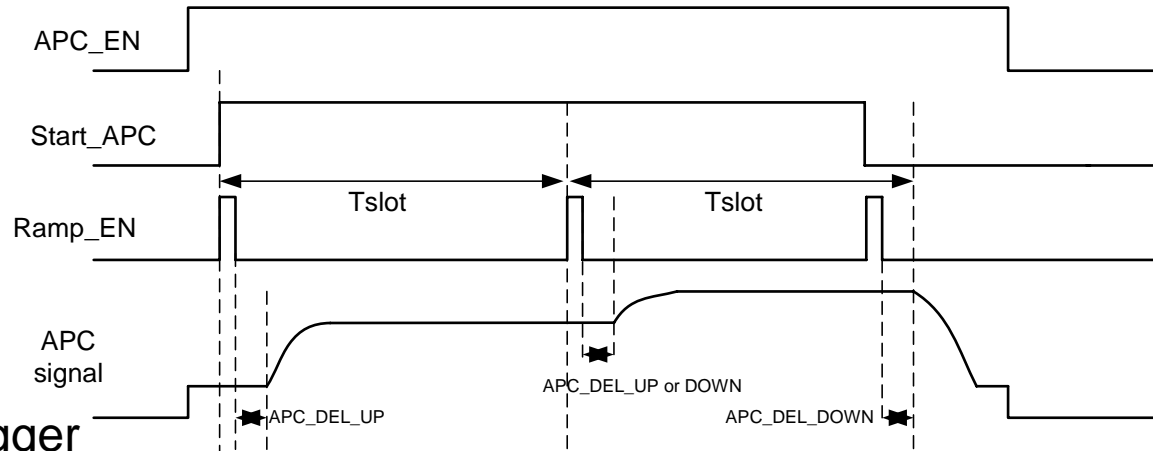 APC_EN
Start_APC
Tslot
Tslot
Ramp_EN
APC
signal
APC_DEL_UP or DOWN
APC_DEL_UP
APC_DEL_DOWN